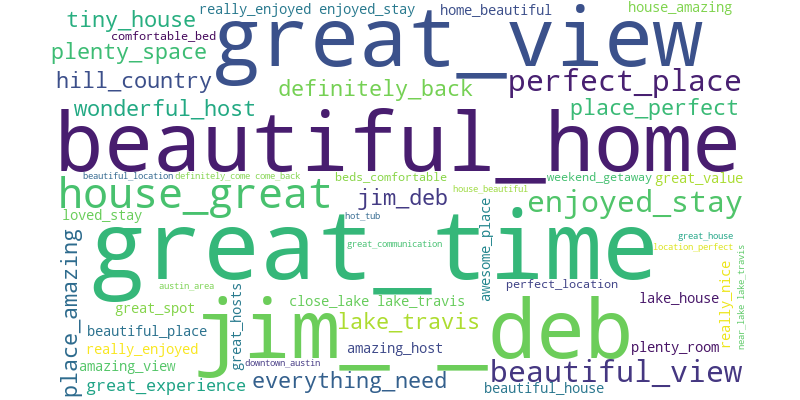 really_enjoyed enjoyed_stay
home_beautiful
house_amazing
tiny_house
great_view
comfortable_bed
plenty_space
hill_country
definitely_back
perfect_place
wonderful_host
place_perfect
beautiful_home
beautiful_location
definitely_come come_back
beds_comfortable
weekend_getaway
great_value
house_great
jim_deb
house_beautiful
enjoyed_stay
loved_stay
hot_tub
awesome_place
great_time
great_communication
great_house
location_perfect
place_amazing
austin_area
great_hosts
perfect_location
close_lake lake_travis
lake_house
really_nice
near_lake lake_travis
great_spot
jim__deb
beautiful_place
lake_travis
really_enjoyed
amazing_host
plenty_room
amazing_view
downtown_austin
beautiful_view
great_experience
everything_need
beautiful_house